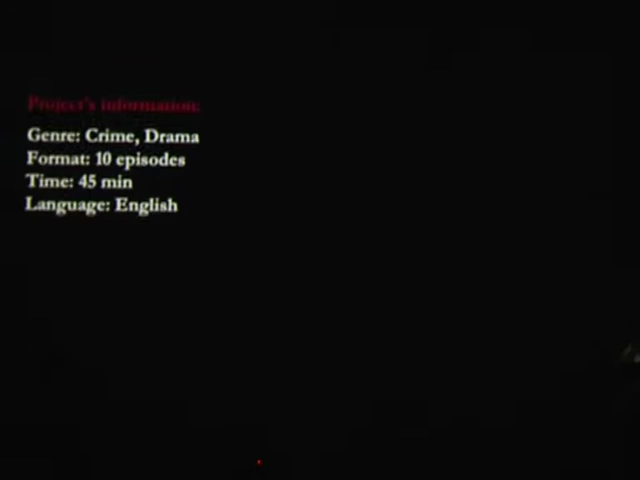 Project's information:
Genre: Crime, Drama
Format: 10 episodes
Time: 45 min
Language: English